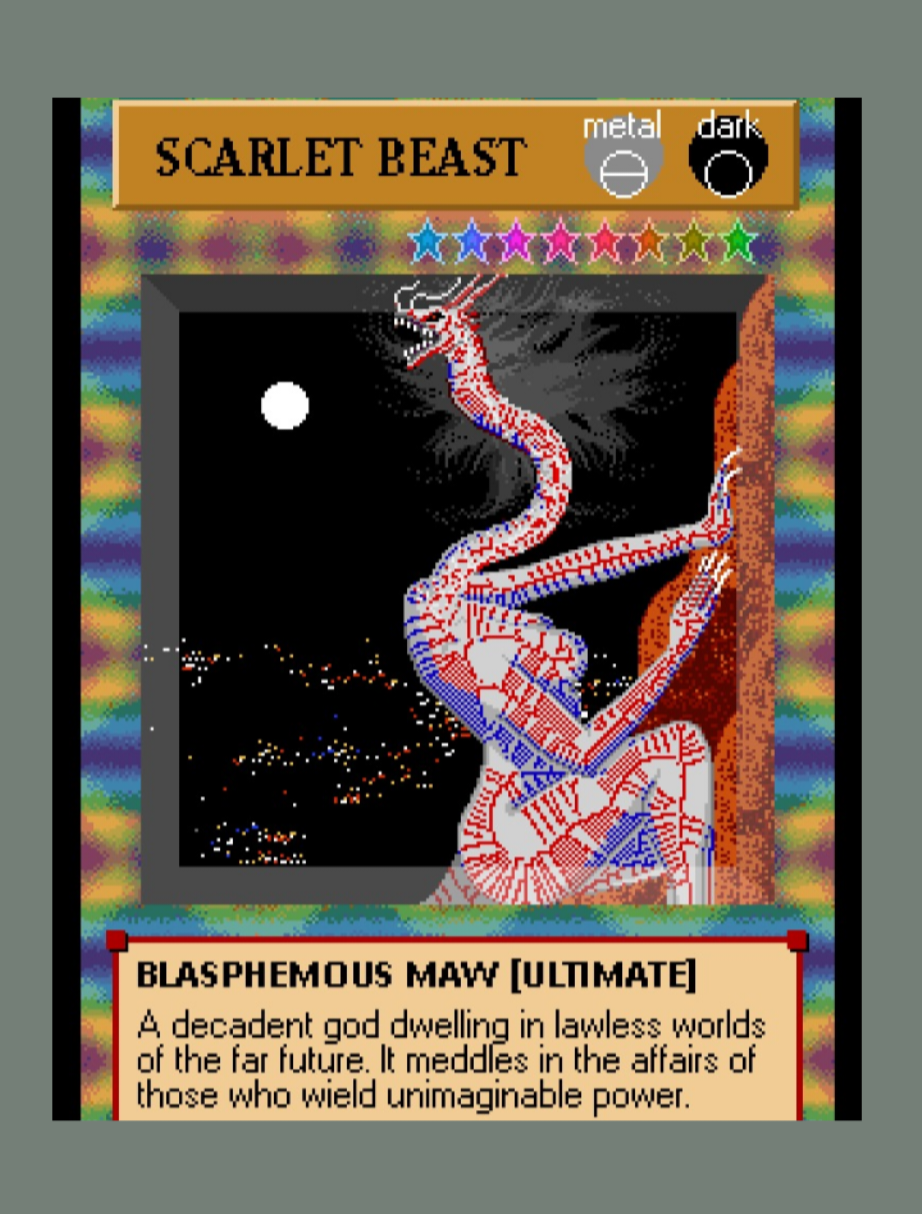 SCARLET BEAST
metal
dark
BLASPHEMOUS MAW [ULTIMATE]
A decadent god dwelling in lawless worlds
of the far future. It meddles in the affairs of
those who wield unimaginable power.